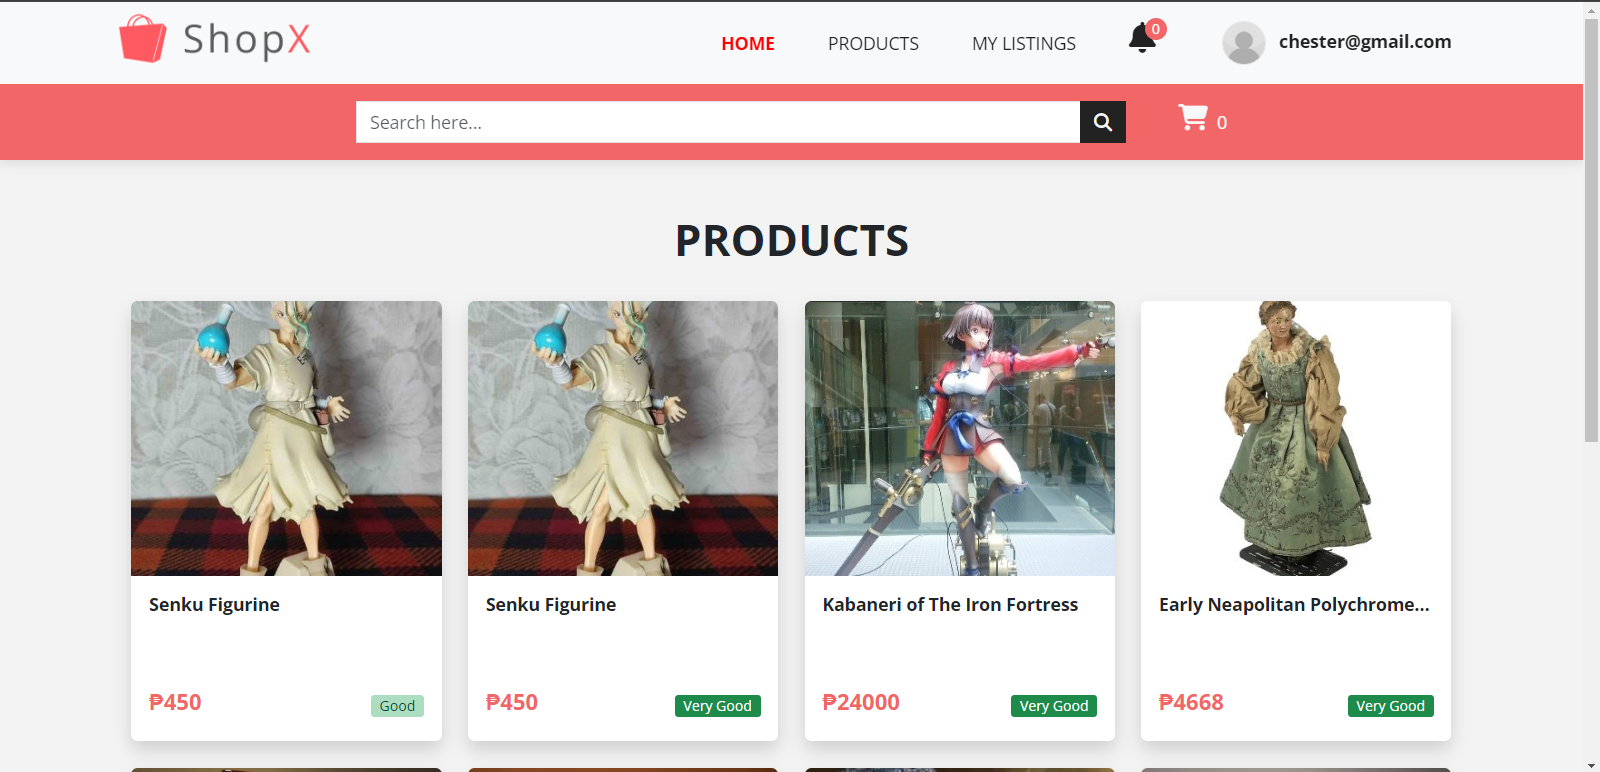 ShopX
HOME PRODUCTS MY LISTINGS 0 chester@gmail.com
Search here... 0
PRODUCTS
Senku Figurine
₱450 Good
Senku Figurine
₱450 Very Good
Kabaneri of The Iron Fortress
₱24000 Very Good
Early Neapolitan Polychrome...
₱4668 Very Good